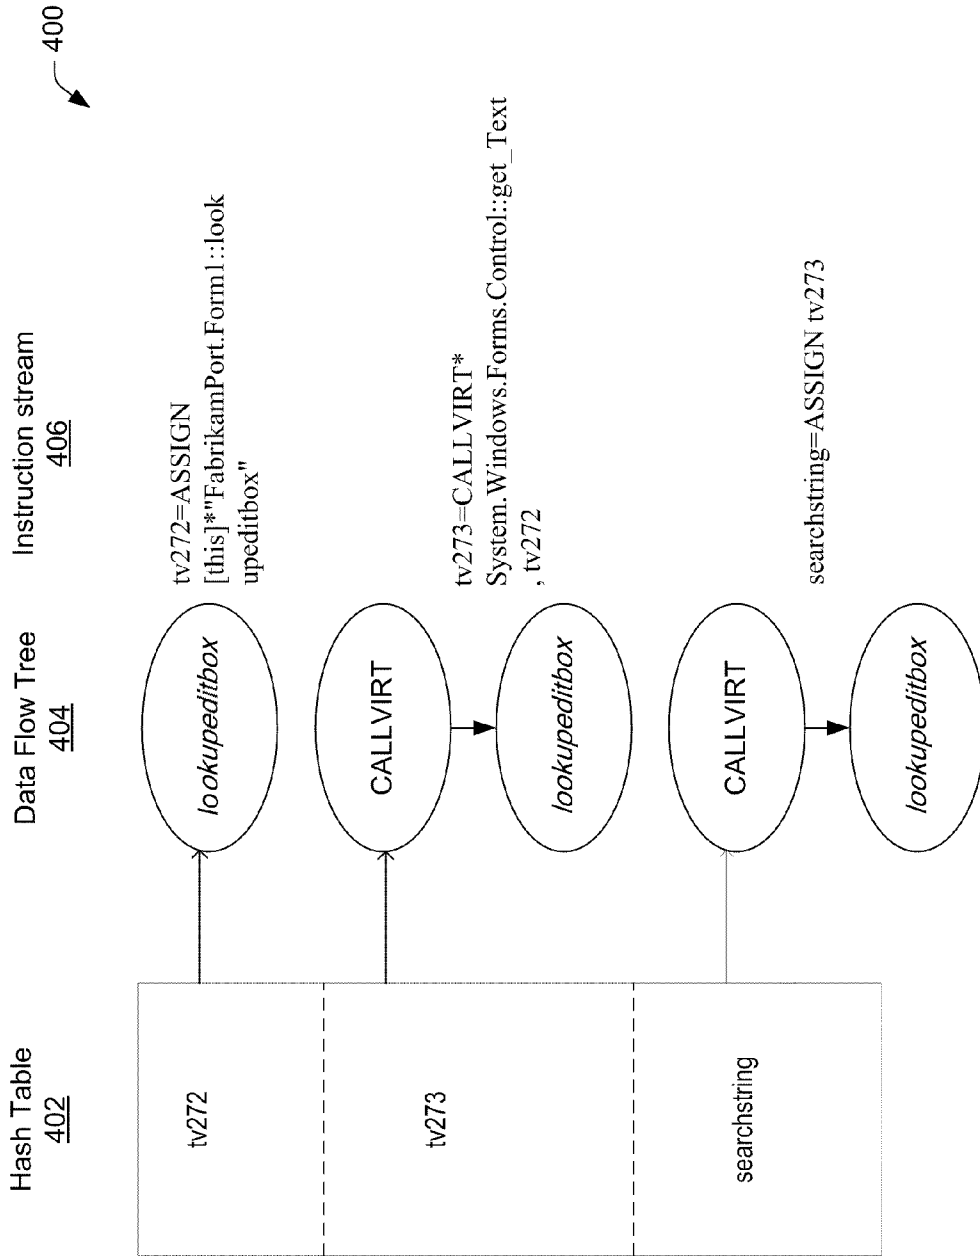 400
Hash Table
402
Data Flow Tree
404
Instruction stream
406
tv272
lookupeditbox
tv272=ASSIGN
[this]*"FabrikamPort.Form1::look
upeditbox"
tv273
CALLVIRT
lookupeditbox
tv273=CALLVIRT*
System.Windows.Forms.Control::get_Text
, tv272
searchstring
CALLVIRT
lookupeditbox
searchstring=ASSIGN tv273